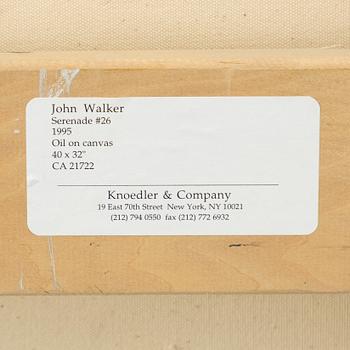 John Walker
Serenade #26
1995
Oil on canvas
40 x 32"
CA 21722
Knoedler & Company
19 East 70th Street New York, NY 10021
(212) 794 0550 fax (212) 772 6932